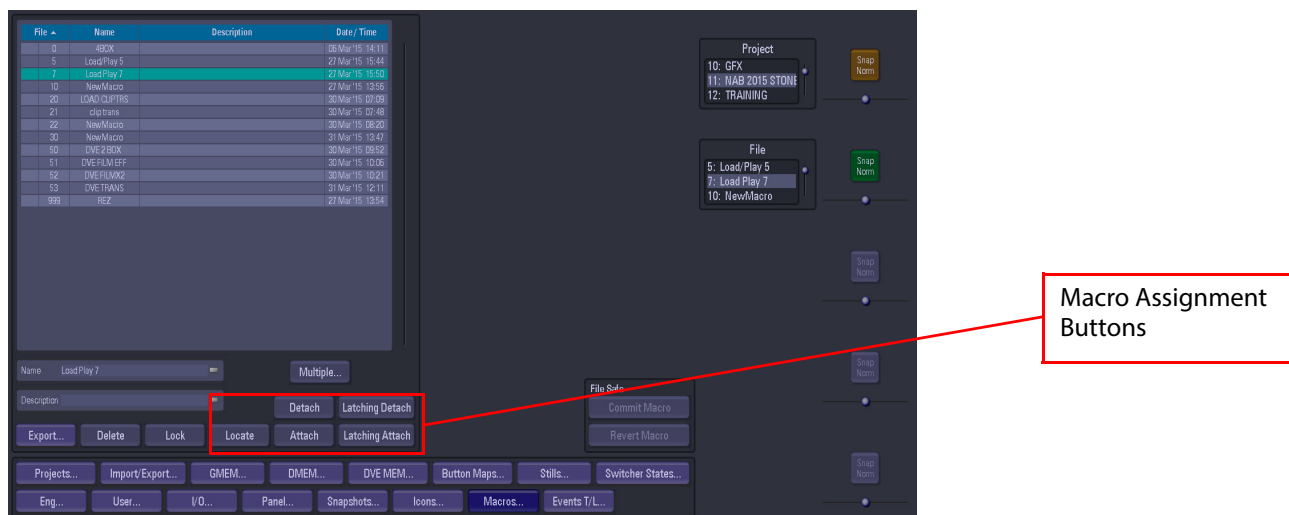 File Name Description Date/ Time
0 4BOX 06 Mar '15 14:11
5 Load/Play 5 27 Mar '15 15:44
7 Load Play 7 27 Mar '15 15:50
10 NewMacro 27 Mar '15 13:56
20 LOAD CLIPTRS 30 Mar '15 07:09
21 clip trans 30 Mar '15 07:48
22 NewMacro 30 Mar '15 08:20
30 NewMacro 31 Mar '15 13:47
50 DVE 2 BOX 30 Mar '15 09:52
51 DVE FILM EFF 30 Mar '15 10:06
52 DVE FILMX2 30 Mar '15 10:21
53 DVE TRANS 31 Mar '15 12:11
999 REZ 27 Mar '15 13:54
Name Load Play 7
Multiple...
Description
Detach Latching Detach
Export... Delete Lock Locate Attach Latching Attach
Projects... Import/Export... GMEM... DMEM... DVE MEM... Button Maps... Stills... Switcher States...
Eng... User... I/O... Panel... Snapshots... Icons... Macros... Events T/L...
File Safe
Commit Macro
Revert Macro
Project
10: GFX
11: NAB 2015 STONE
12: TRAINING
File
5: Load/Play 5
7: Load Play 7
10: NewMacro
Snap
Norm
Snap
Norm
Snap
Norm
Snap
Norm
Snap
Norm
Macro Assignment
Buttons